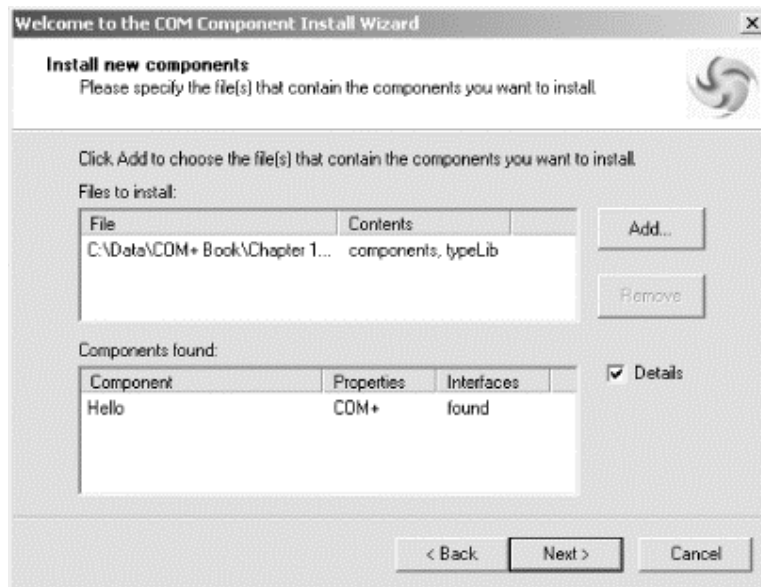 Welcome to the COM Component Install Wizard
Install new components
Please specify the file(s) that contain the components you want to install.
Click Add to choose the file(s) that contain the components you want to install.
Files to install:
File Contents
C:\Data\COM+ Book\Chapter 1... components, typeLib
Add...
Remove
Components found:
Details
Component Properties Interfaces
Hello COM+ found
< Back Next > Cancel